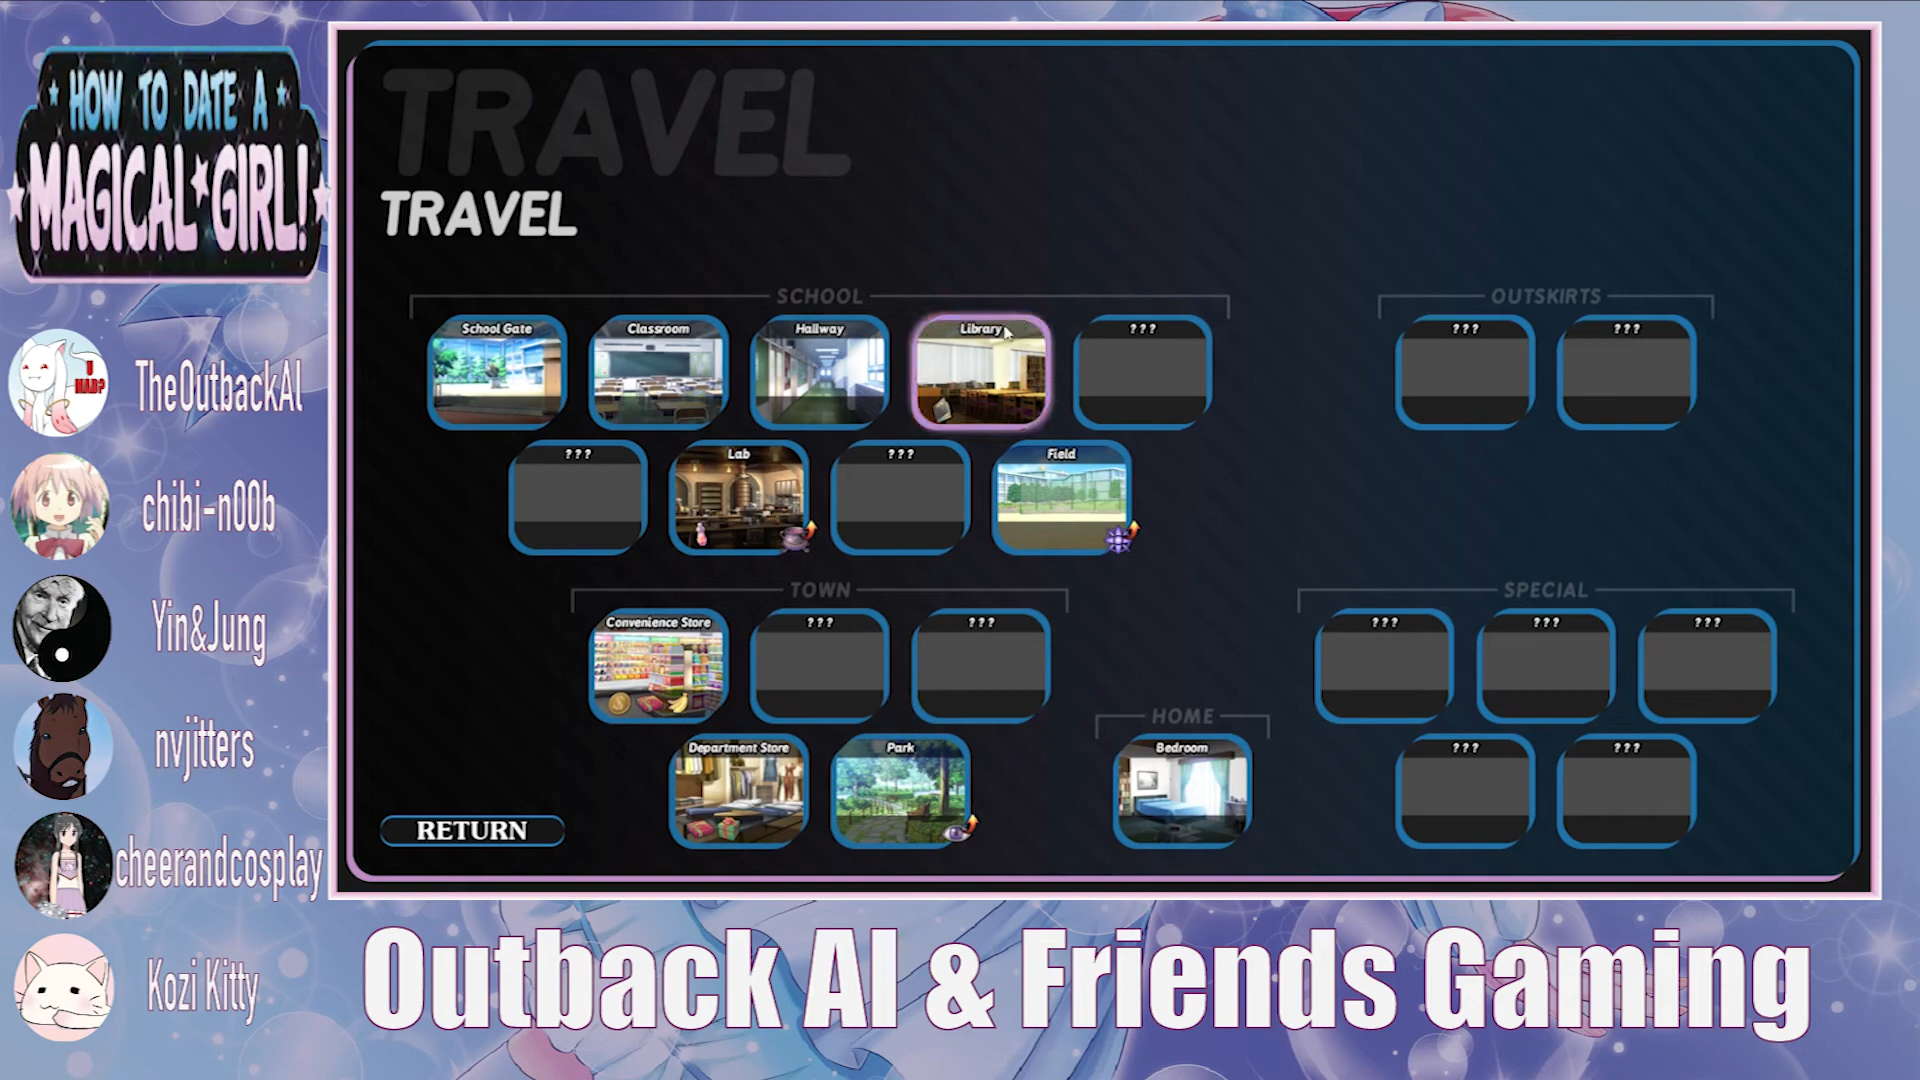 HOW TO DATE A
MAGICAL GIRL!
TRAVEL
TRAVEL
SCHOOL
OUTSKIRTS
School Gate
Classroom
Hallway
Library
???
???
???
???
Lab
???
Field
TOWN
SPECIAL
Convenience Store
???
???
???
???
???
HOME
Department Store
Park
Bedroom
???
???
RETURN
U
MAD?
TheOutbackAl
chibi-n00b
Yin&Jung
nvjitters
cheerandcosplay
Kozi Kitty
Outback Al & Friends Gaming